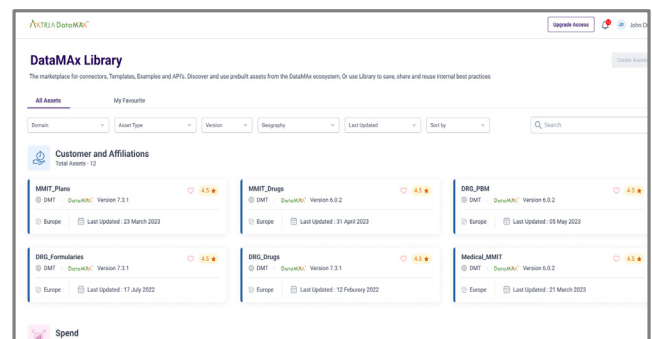 AXTRIA DataMAx™
Upgrade Access
JD
John D
DataMAx Library
Create Assets
The marketplace for connectors, Templates, Examples and API's. Discover and use prebuilt assets from the DataMAx ecosystem, Or use Library to save, share and reuse internal best practices
All Assets My Favourite
Domain Asset Type Version Geography Last Updated Sort by Search
Customer and Affiliations
Total Assets - 12
MMIT_Plans 4.5 ★
DMT DataMAx Version 7.3.1
Europe Last Updated : 23 March 2023
MMIT_Drugs 4.5 ★
DMT DataMAx Version 6.0.2
Europe Last Updated : 31 April 2023
DRG_PBM 4.5 ★
DMT DataMAx Version 6.0.2
Europe Last Updated : 05 May 2023
DRG_Formularies 4.5 ★
DMT DataMAx Version 7.3.1
Europe Last Updated : 17 July 2022
DRG_Drugs 4.5 ★
DMT DataMAx Version 7.3.1
Europe Last Updated : 12 Feburary 2022
Medical_MMIT 4.5 ★
DMT DataMAx Version 6.0.2
Europe Last Updated : 21 March 2023
Spend